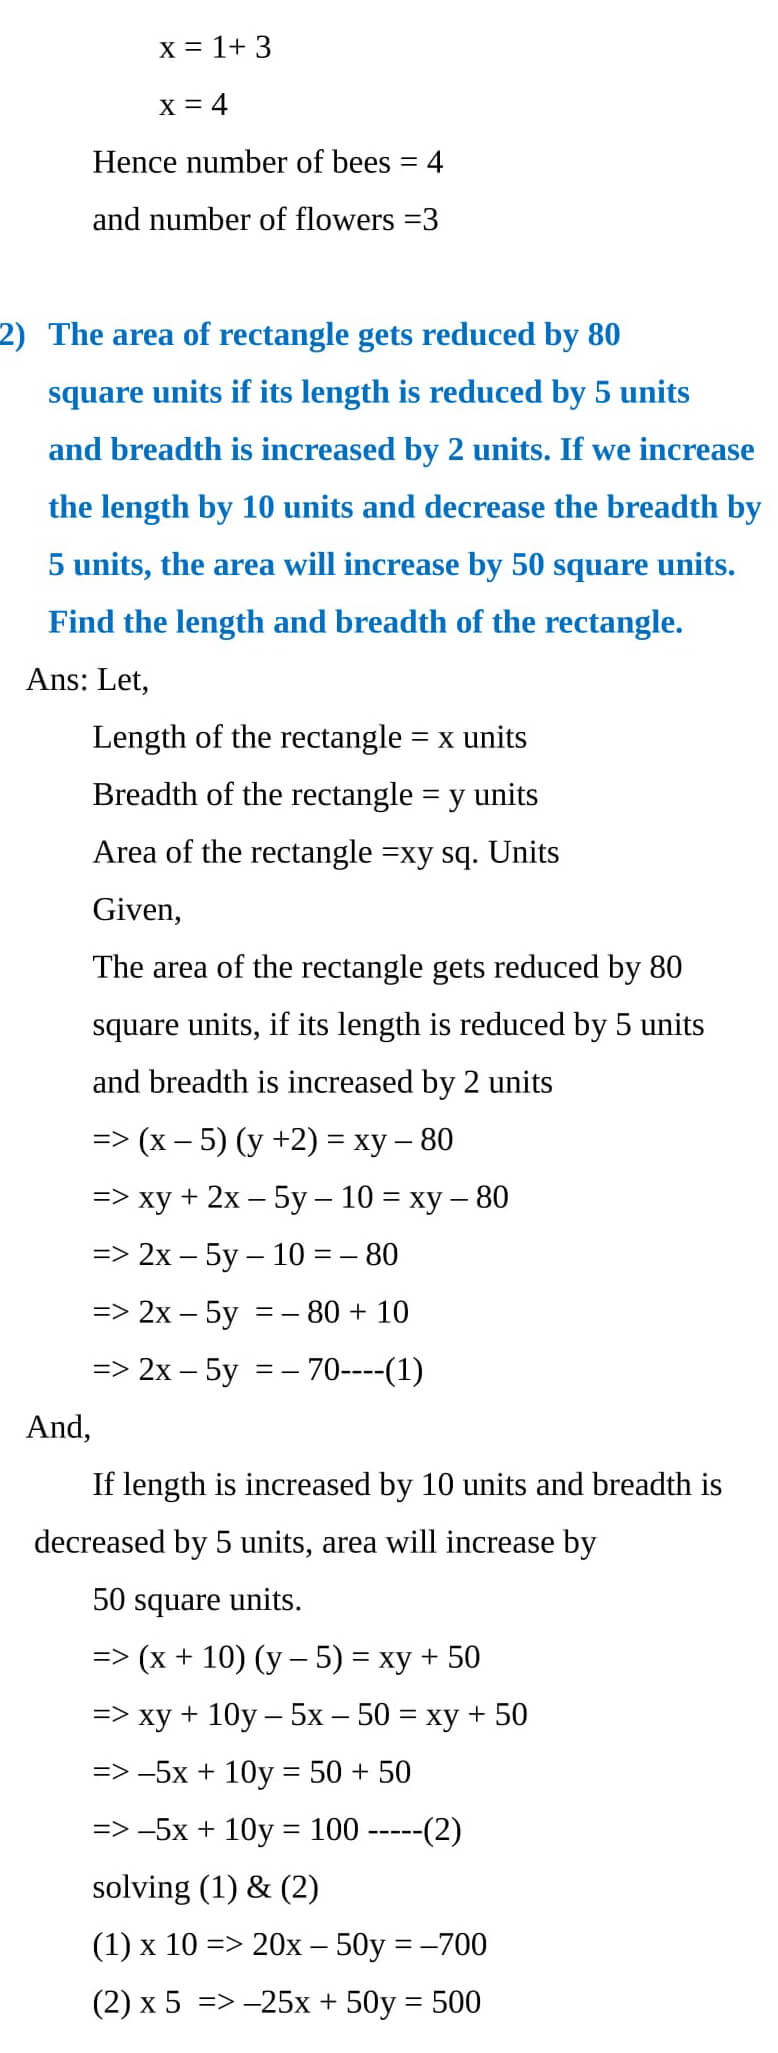 x = 1+ 3
x = 4
Hence number of bees = 4
and number of flowers =3
2) The area of rectangle gets reduced by 80
square units if its length is reduced by 5 units
and breadth is increased by 2 units. If we increase
the length by 10 units and decrease the breadth by
5 units, the area will increase by 50 square units.
Find the length and breadth of the rectangle.
Ans: Let,
Length of the rectangle = x units
Breadth of the rectangle = y units
Area of the rectangle =xy sq. Units
Given,
The area of the rectangle gets reduced by 80
square units, if its length is reduced by 5 units
and breadth is increased by 2 units
=> (x – 5) (y +2) = xy – 80
=> xy + 2x – 5y – 10 = xy – 80
=> 2x – 5y – 10 = – 80
=> 2x – 5y  = – 80 + 10
=> 2x – 5y  = – 70----(1)
And,
If length is increased by 10 units and breadth is
decreased by 5 units, area will increase by
50 square units.
=> (x + 10) (y – 5) = xy + 50
=> xy + 10y – 5x – 50 = xy + 50
=> –5x + 10y = 50 + 50
=> –5x + 10y = 100 -----(2)
solving (1) & (2)
(1) x 10 => 20x – 50y = –700
(2) x 5  => –25x + 50y = 500